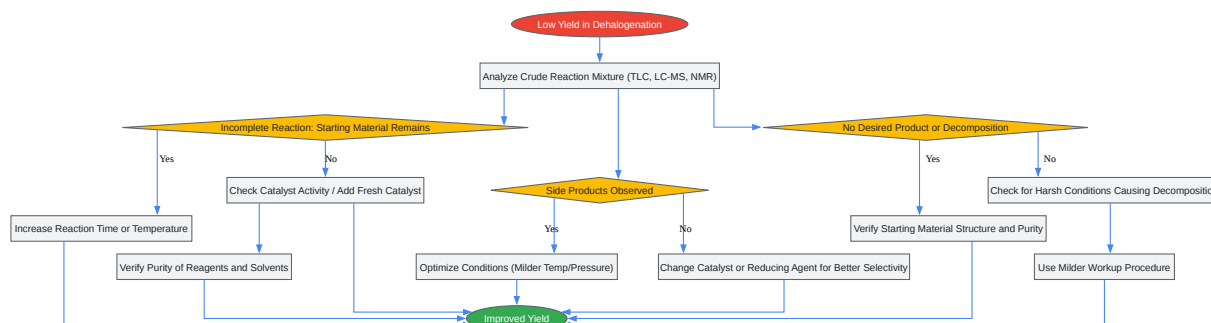 Low Yield in Dehalogenation
Analyze Crude Reaction Mixture (TLC, LC-MS, NMR)
Incomplete Reaction: Starting Material Remains
No Desired Product or Decomposition
Yes
No
Yes
No
Check Catalyst Activity / Add Fresh Catalyst
Side Products Observed
Check for Harsh Conditions Causing Decompositio
Increase Reaction Time or Temperature
Yes
No
Verify Starting Material Structure and Purity
Verify Purity of Reagents and Solvents
Optimize Conditions (Milder Temp/Pressure)
Change Catalyst or Reducing Agent for Better Selectivity
Use Milder Workup Procedure
Improved Yield